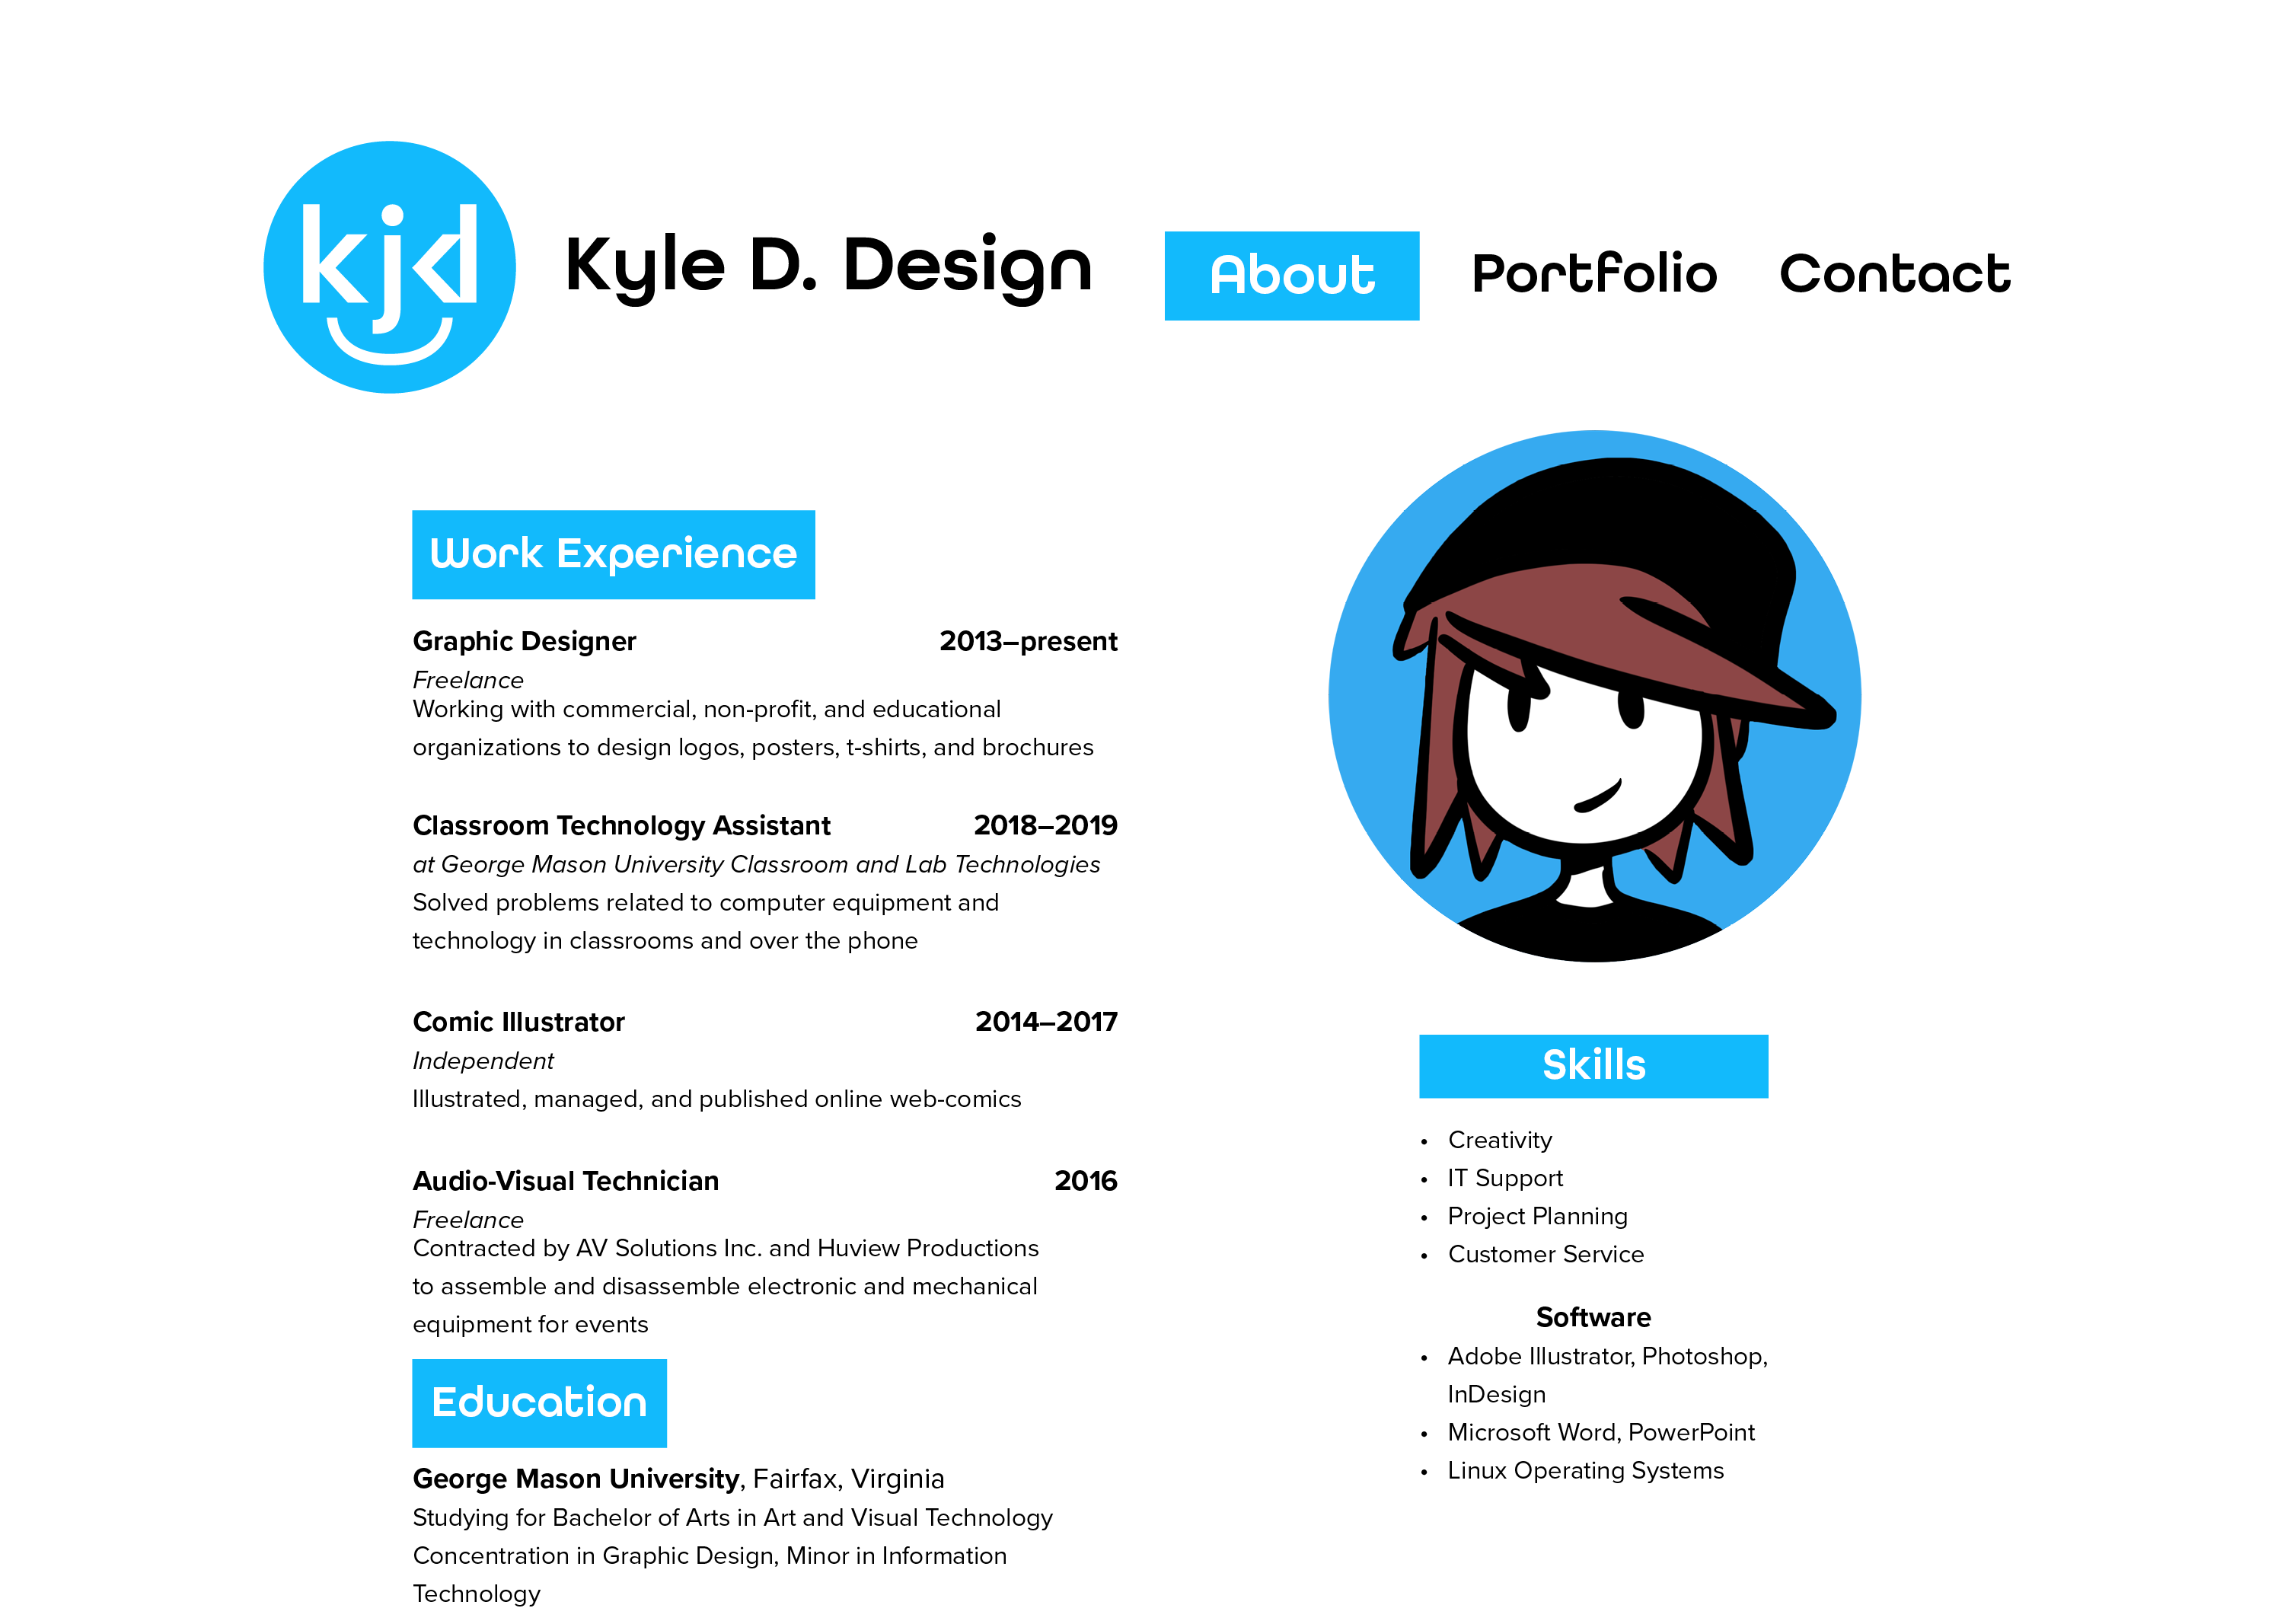 kjd
Kyle D. Design
About
Portfolio
Contact
Work Experience
Graphic Designer 2013–present
Freelance
Working with commercial, non-profit, and educational
organizations to design logos, posters, t-shirts, and brochures
Classroom Technology Assistant 2018–2019
at George Mason University Classroom and Lab Technologies
Solved problems related to computer equipment and
technology in classrooms and over the phone
Comic Illustrator 2014–2017
Independent
Illustrated, managed, and published online web-comics
Audio-Visual Technician 2016
Freelance
Contracted by AV Solutions Inc. and Huview Productions
to assemble and disassemble electronic and mechanical
equipment for events
Education
George Mason University, Fairfax, Virginia
Studying for Bachelor of Arts in Art and Visual Technology
Concentration in Graphic Design, Minor in Information
Technology
Skills
• Creativity
• IT Support
• Project Planning
• Customer Service
Software
• Adobe Illustrator, Photoshop,
InDesign
• Microsoft Word, PowerPoint
• Linux Operating Systems